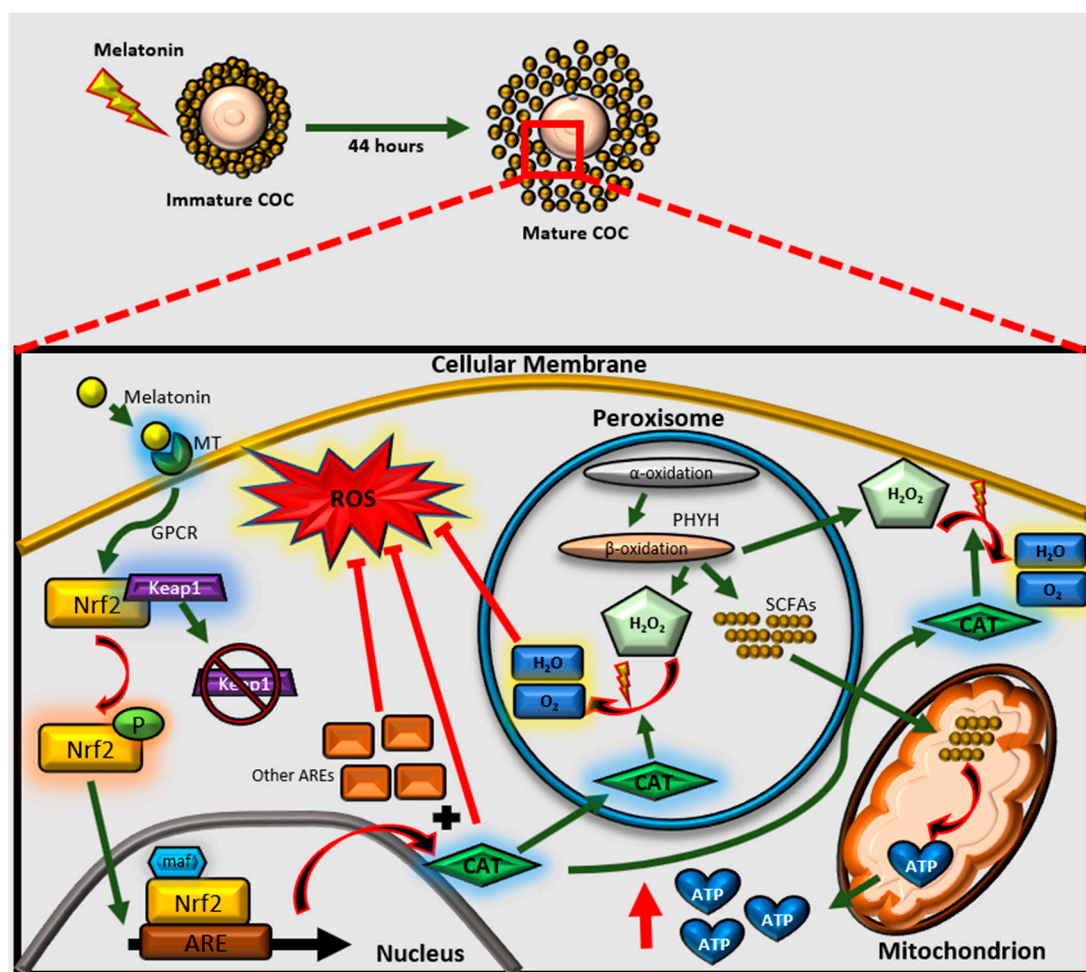 Melatonin
44 hours
Immature COC
Mature COC
Cellular Membrane
Melatonin
MT
GPCR
Nrf2
Keap1
Keap1
Nrf2
P
maf
Nrf2
ARE
Nucleus
ROS
Other AREs
CAT
Peroxisome
α-oxidation
PHYH
β-oxidation
H₂O₂
SCFAs
H₂O
O₂
CAT
H₂O₂
H₂O
O₂
CAT
ATP
ATP
ATP
ATP
Mitochondrion